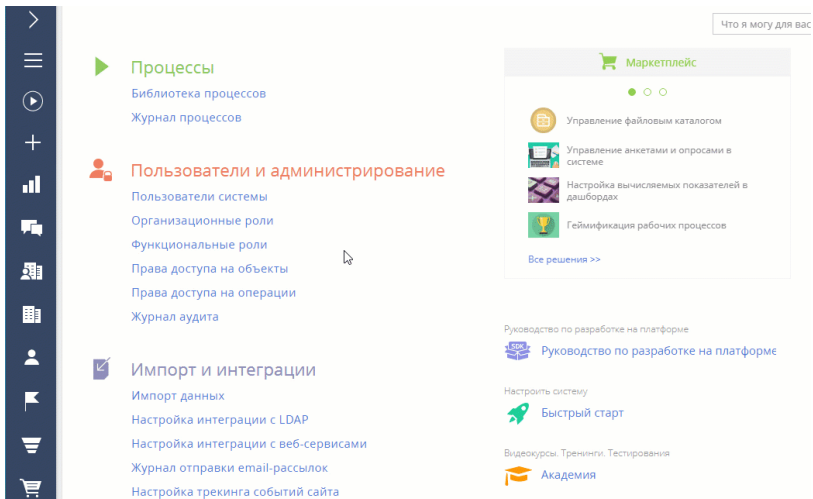 Что я могу для вас
Процессы
Библиотека процессов
Журнал процессов
Пользователи и администрирование
Пользователи системы
Организационные роли
Функциональные роли
Права доступа на объекты
Права доступа на операции
Журнал аудита
Импорт и интеграции
Импорт данных
Настройка интеграции с LDAP
Настройка интеграции с веб-сервисами
Журнал отправки email-рассылок
Настройка трекинга событий сайта
Маркетплейс
Управление файловым каталогом
Управление анкетами и опросами в
системе
Настройка вычисляемых показателей в
дашбордах
Геймификация рабочих процессов
Все решения >>
Руководство по разработке на платформе
SDK
Руководство по разработке на платформе
Настроить систему
Быстрый старт
Видеокурсы. Тренинги. Тестирования
Академия